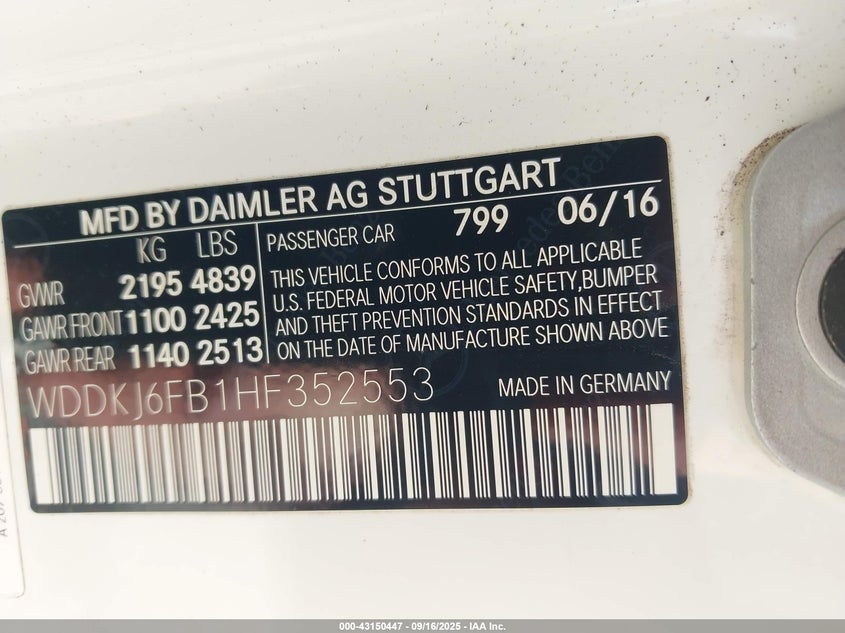 MFD BY DAIMLER AG STUTTGART
KG LBS
PASSENGER CAR 799 06/16
GVWR 2195 4839
GAWR FRONT 1100 2425
GAWR REAR 1140 2513
THIS VEHICLE CONFORMS TO ALL APPLICABLE
U.S. FEDERAL MOTOR VEHICLE SAFETY,BUMPER
AND THEFT PREVENTION STANDARDS IN EFFECT
ON THE DATE OF MANUFACTURE SHOWN ABOVE
WDDKJ6FB1HF352553
MADE IN GERMANY
000-43150447 - 09/16/2025 - IAA Inc.